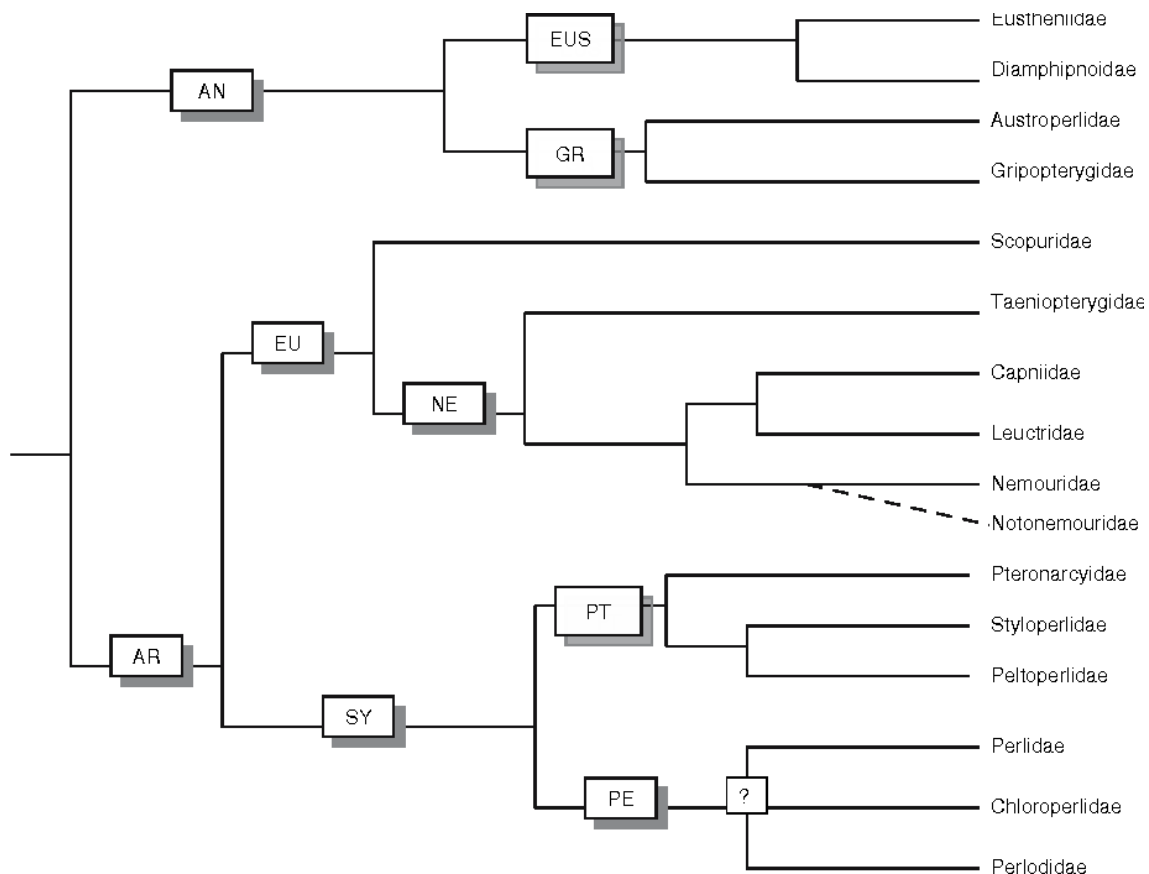 Eustheniidae
EUS
Diamphipnoidae
AN
Austroperlidae
GR
Gripopterygidae
Scopuridae
Taeniopterygidae
EU
Capniidae
NE
Leuctridae
Nemouridae
Notonemouridae
Pteronarcyidae
PT
Styloperlidae
AR
Peltoperlidae
SY
Perlidae
PE
?
Chloroperlidae
Perlodidae